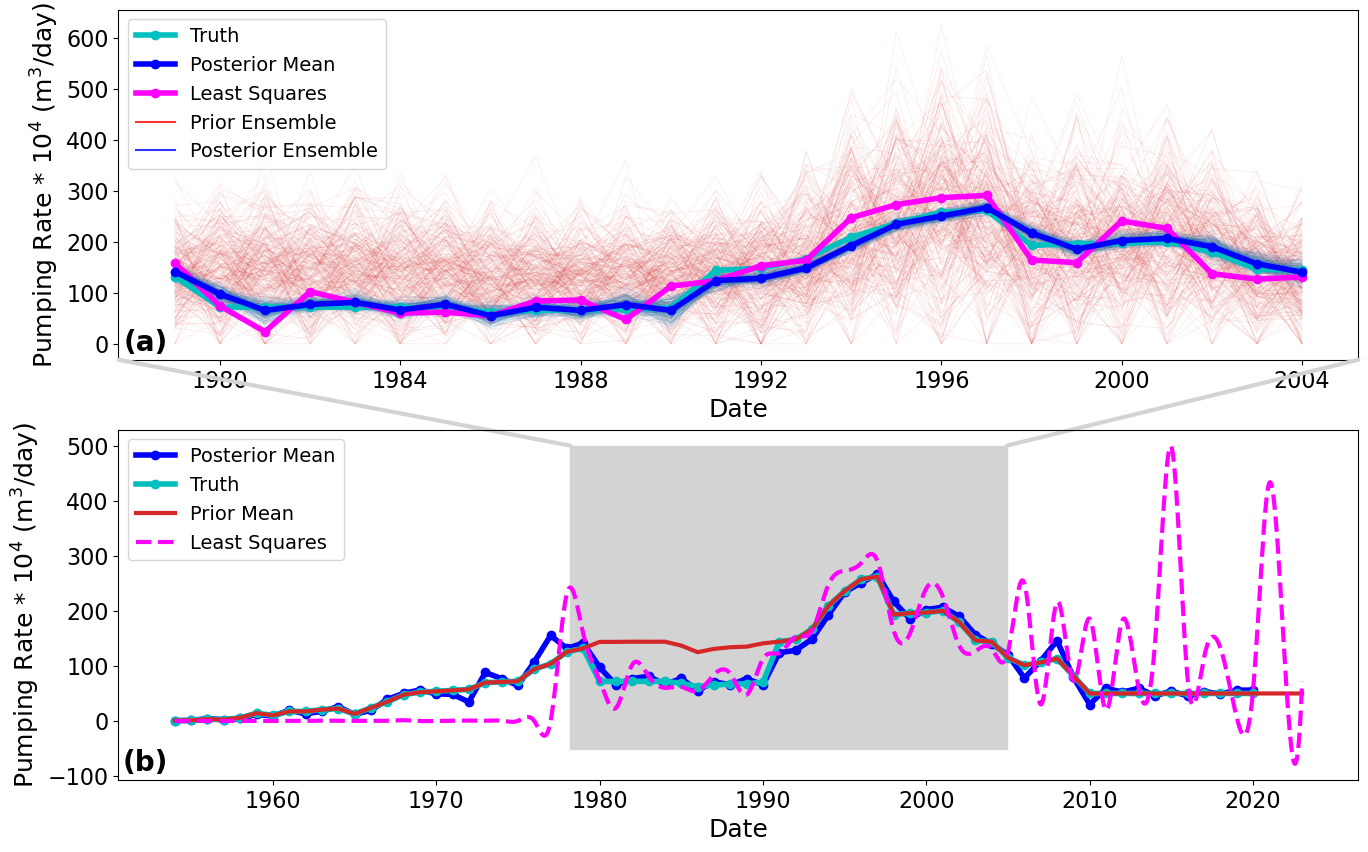 Pumping Rate * 10⁴ (m³/day)
600
500
400
300
200
100
0
Truth
Posterior Mean
Least Squares
Prior Ensemble
Posterior Ensemble
(a)
1980 1984 1988 1992 1996 2000 2004
Date
Pumping Rate * 10⁴ (m³/day)
500
400
300
200
100
0
−100
Posterior Mean
Truth
Prior Mean
Least Squares
(b)
1960 1970 1980 1990 2000 2010 2020
Date